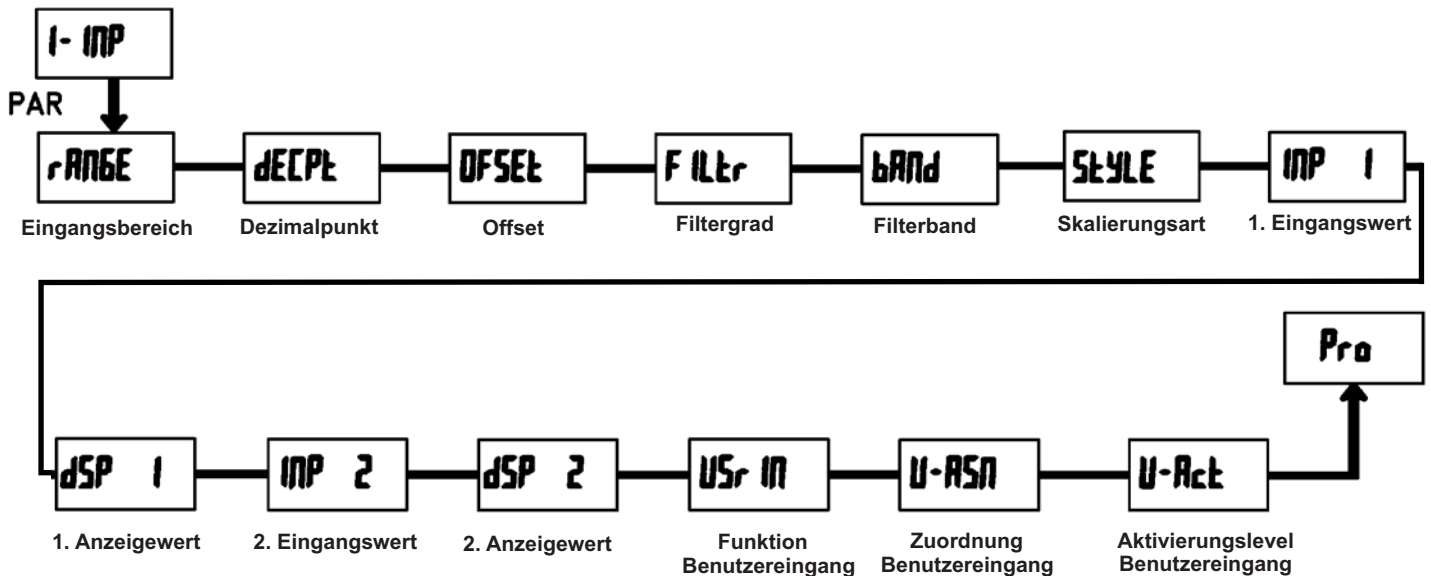 1- INP
PAR
rANGE
dECPt
OFSEt
FILtr
bANd
StYLE
INP 1
Eingangsbereich
Dezimalpunkt
Offset
Filtergrad
Filterband
Skalierungsart
1. Eingangswert
Pro
dSP 1
INP 2
dSP 2
USr IN
U-ASN
U-Act
1. Anzeigewert
2. Eingangswert
2. Anzeigewert
Funktion
Benutzereingang
Zuordnung
Benutzereingang
Aktivierungslevel
Benutzereingang